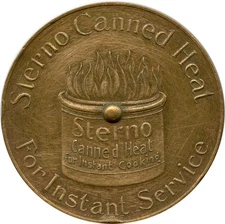 Sterno Canned Heat
Sterno
Canned Heat
For Instant Cooking
For Instant Service